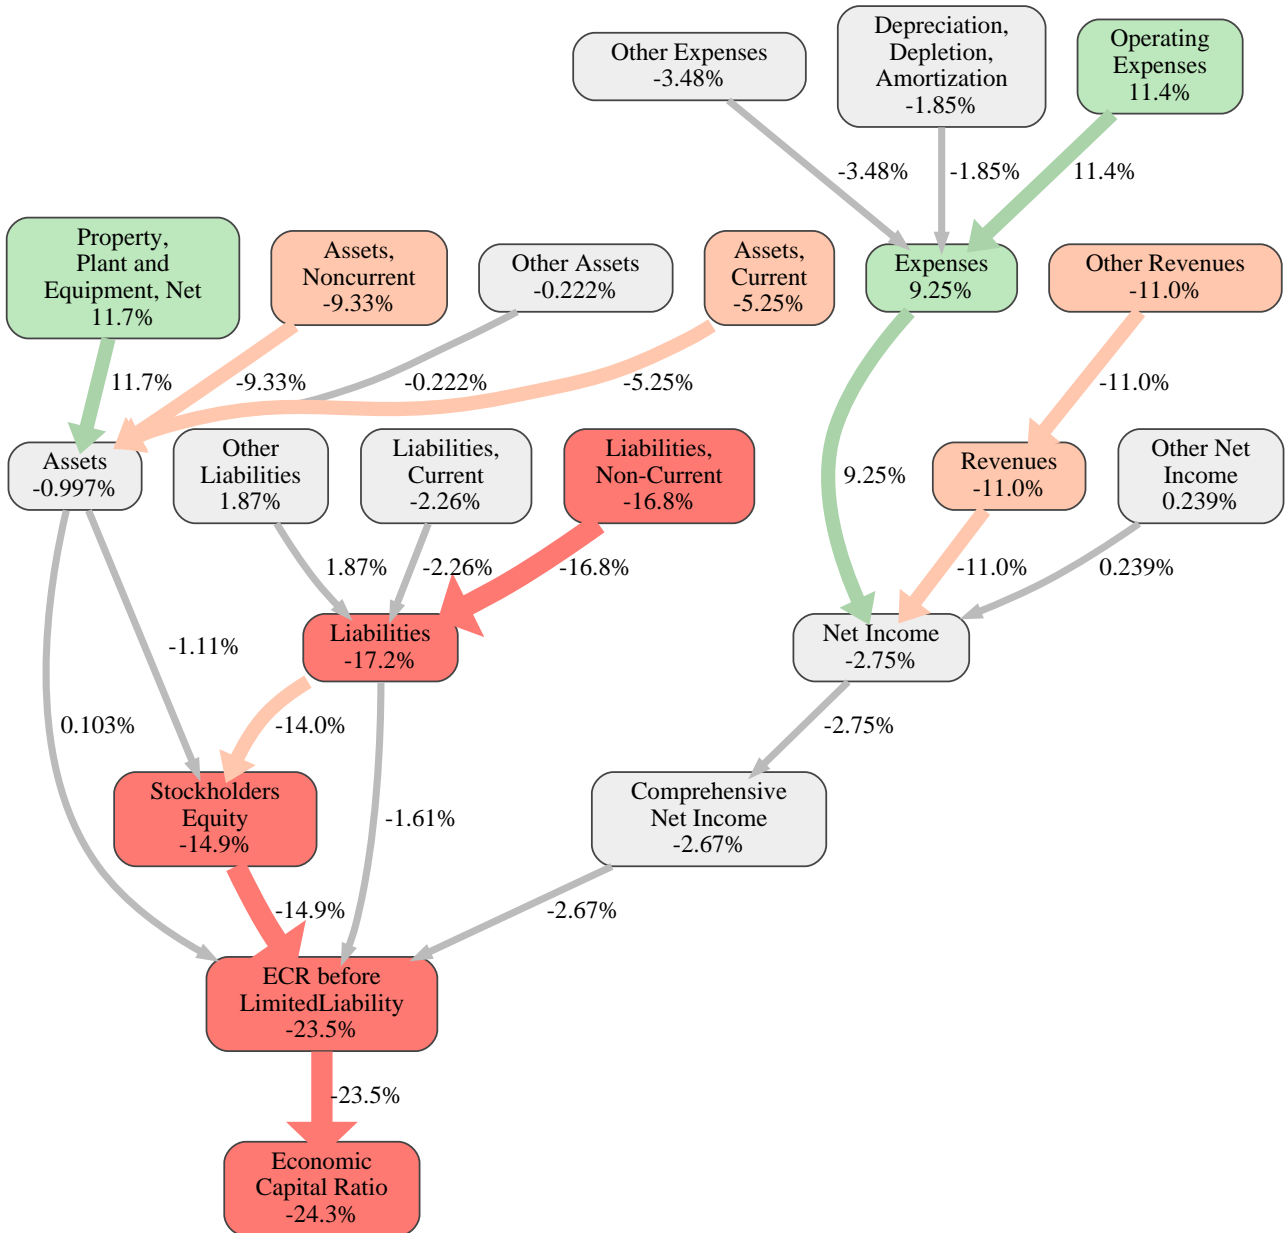 Other Expenses
-3.48%
Depreciation,
Depletion,
Amortization
-1.85%
Operating
Expenses
11.4%
-3.48%
-1.85%
11.4%
Property,
Plant and
Equipment, Net
11.7%
Assets,
Noncurrent
-9.33%
Other Assets
-0.222%
Assets,
Current
-5.25%
Expenses
9.25%
Other Revenues
-11.0%
11.7%
-9.33%
-0.222%
-5.25%
-11.0%
Assets
-0.997%
Other
Liabilities
1.87%
Liabilities,
Current
-2.26%
Liabilities,
Non-Current
-16.8%
9.25%
Revenues
-11.0%
Other Net
Income
0.239%
1.87%
-2.26%
-16.8%
-11.0%
0.239%
-1.11%
Liabilities
-17.2%
Net Income
-2.75%
0.103%
-14.0%
-2.75%
Stockholders
Equity
-14.9%
-1.61%
Comprehensive
Net Income
-2.67%
-14.9%
-2.67%
ECR before
LimitedLiability
-23.5%
-23.5%
Economic
Capital Ratio
-24.3%